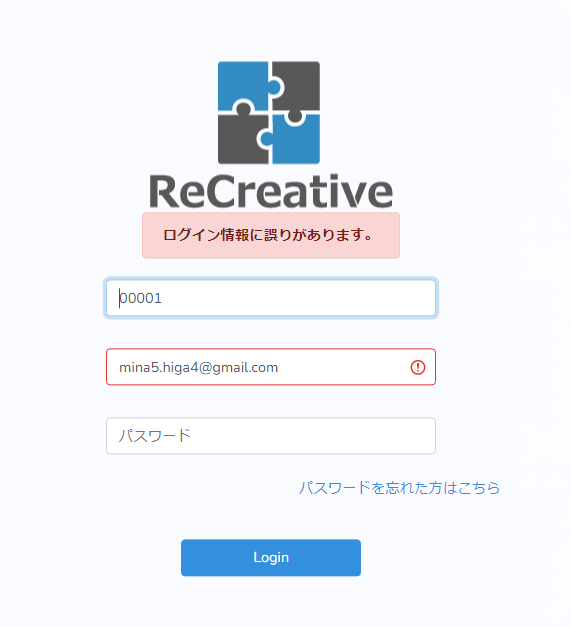 ReCreative
ログイン情報に誤りがあります。
00001
mina5.higa4@gmail.com
パスワード
パスワードを忘れた方はこちら
Login